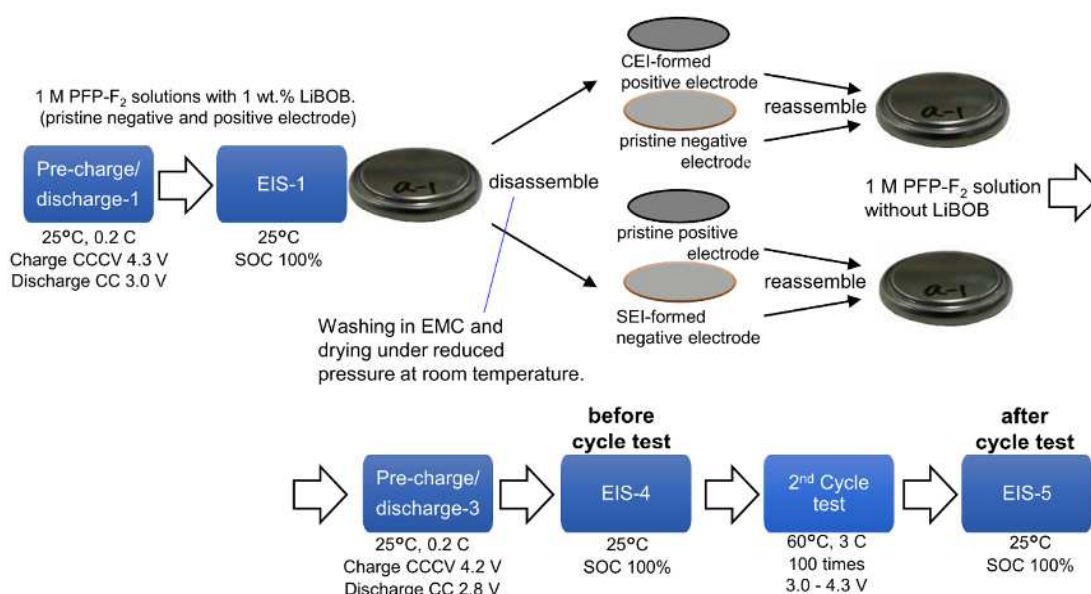 1 M PFP-F₂ solutions with 1 wt.% LiBOB.
(pristine negative and positive electrode)
Pre-charge/
discharge-1
25°C, 0.2 C
Charge CCCV 4.3 V
Discharge CC 3.0 V
EIS-1
25°C
SOC 100%
a-1
disassemble
Washing in EMC and
drying under reduced
pressure at room temperature.
CEI-formed
positive electrode
pristine negative
electrode
reassemble
a-1
pristine positive
electrode
SEI-formed
negative electrode
reassemble
a-1
1 M PFP-F₂ solution
without LiBOB
Pre-charge/
discharge-3
25°C, 0.2 C
Charge CCCV 4.2 V
Discharge CC 2.8 V
before
cycle test
EIS-4
25°C
SOC 100%
2nd Cycle
test
60°C, 3 C
100 times
3.0 - 4.3 V
after
cycle test
EIS-5
25°C
SOC 100%